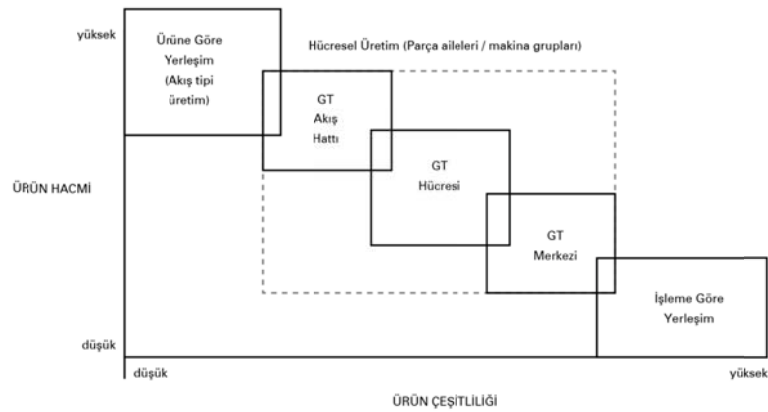 yüksek
Ürüne Göre
Yerleşim
(Akış tipi
üretim)
Hücresel Üretim (Parça aileleri / makina grupları)
GT
Akış
Hattı
GT
Hücresi
ÜRÜN HACMİ
GT
Merkezi
İşleme Göre
Yerleşim
düşük
düşük
yüksek
ÜRÜN ÇEŞİTLİLİĞİ